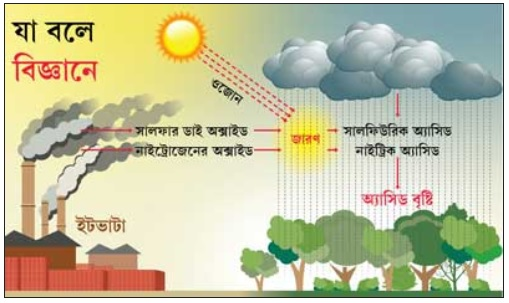 যা বলে
বিজ্ঞানে
ওজোন
সালফার ডাই অক্সাইড
নাইট্রোজেনের অক্সাইড
জারণ
সালফিউরিক অ্যাসিড
নাইট্রিক অ্যাসিড
অ্যাসিড বৃষ্টি
ইটভাটা